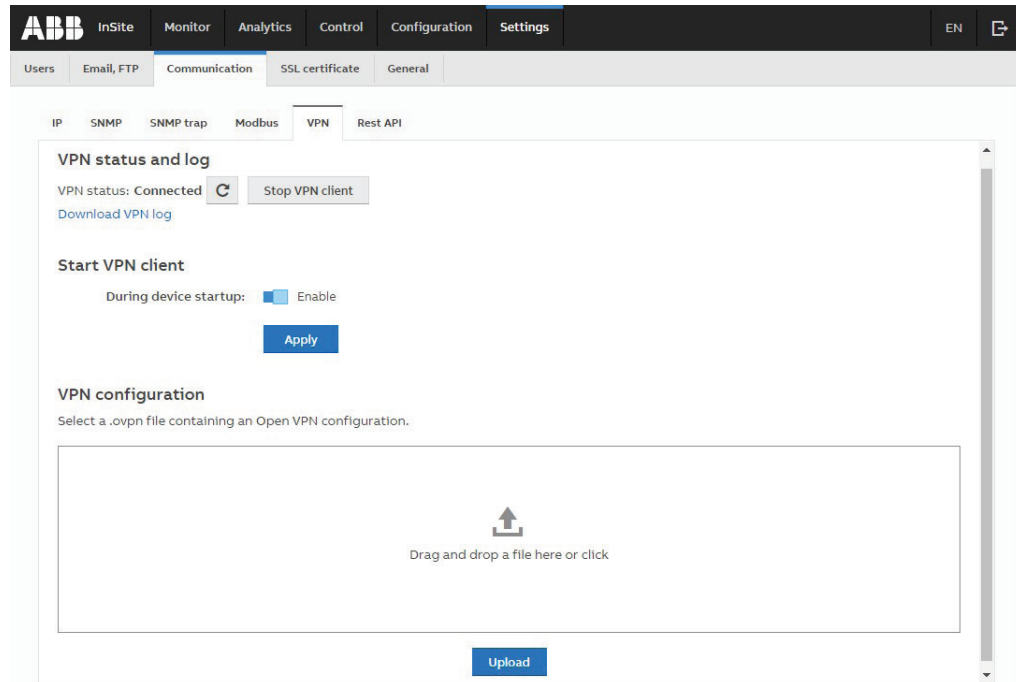 ABB InSite Monitor Analytics Control Configuration Settings EN
Users Email, FTP Communication SSL certificate General
IP SNMP SNMP trap Modbus VPN Rest API
VPN status and log
VPN status: Connected Stop VPN client
Download VPN log
Start VPN client
During device startup: Enable
Apply
VPN configuration
Select a .ovpn file containing an Open VPN configuration.
Drag and drop a file here or click
Upload